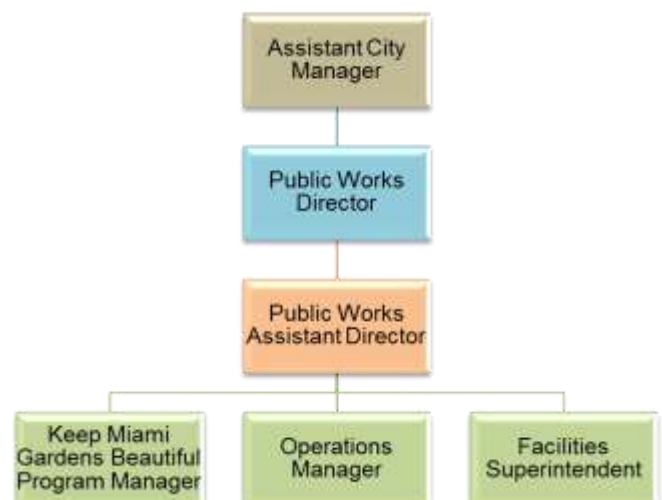 Assistant City
Manager
Public Works
Director
Public Works
Assistant Director
Keep Miami
Gardens Beautiful
Program Manager
Operations
Manager
Facilities
Superintendent